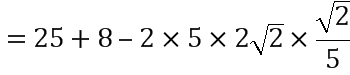 = 25 + 8 – 2 × 5 × 2√2 × √2/5